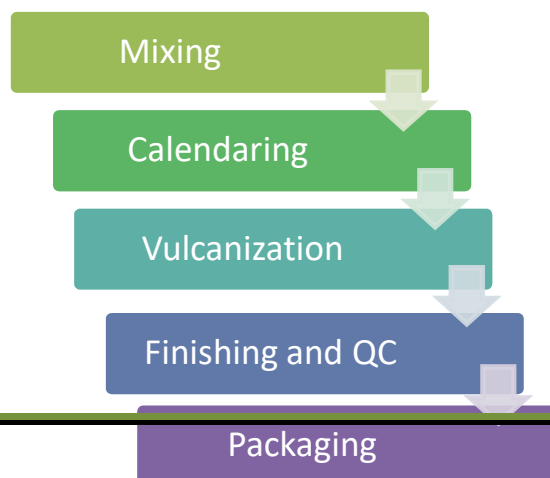 Mixing
Calendaring
Vulcanization
Finishing and QC
Packaging